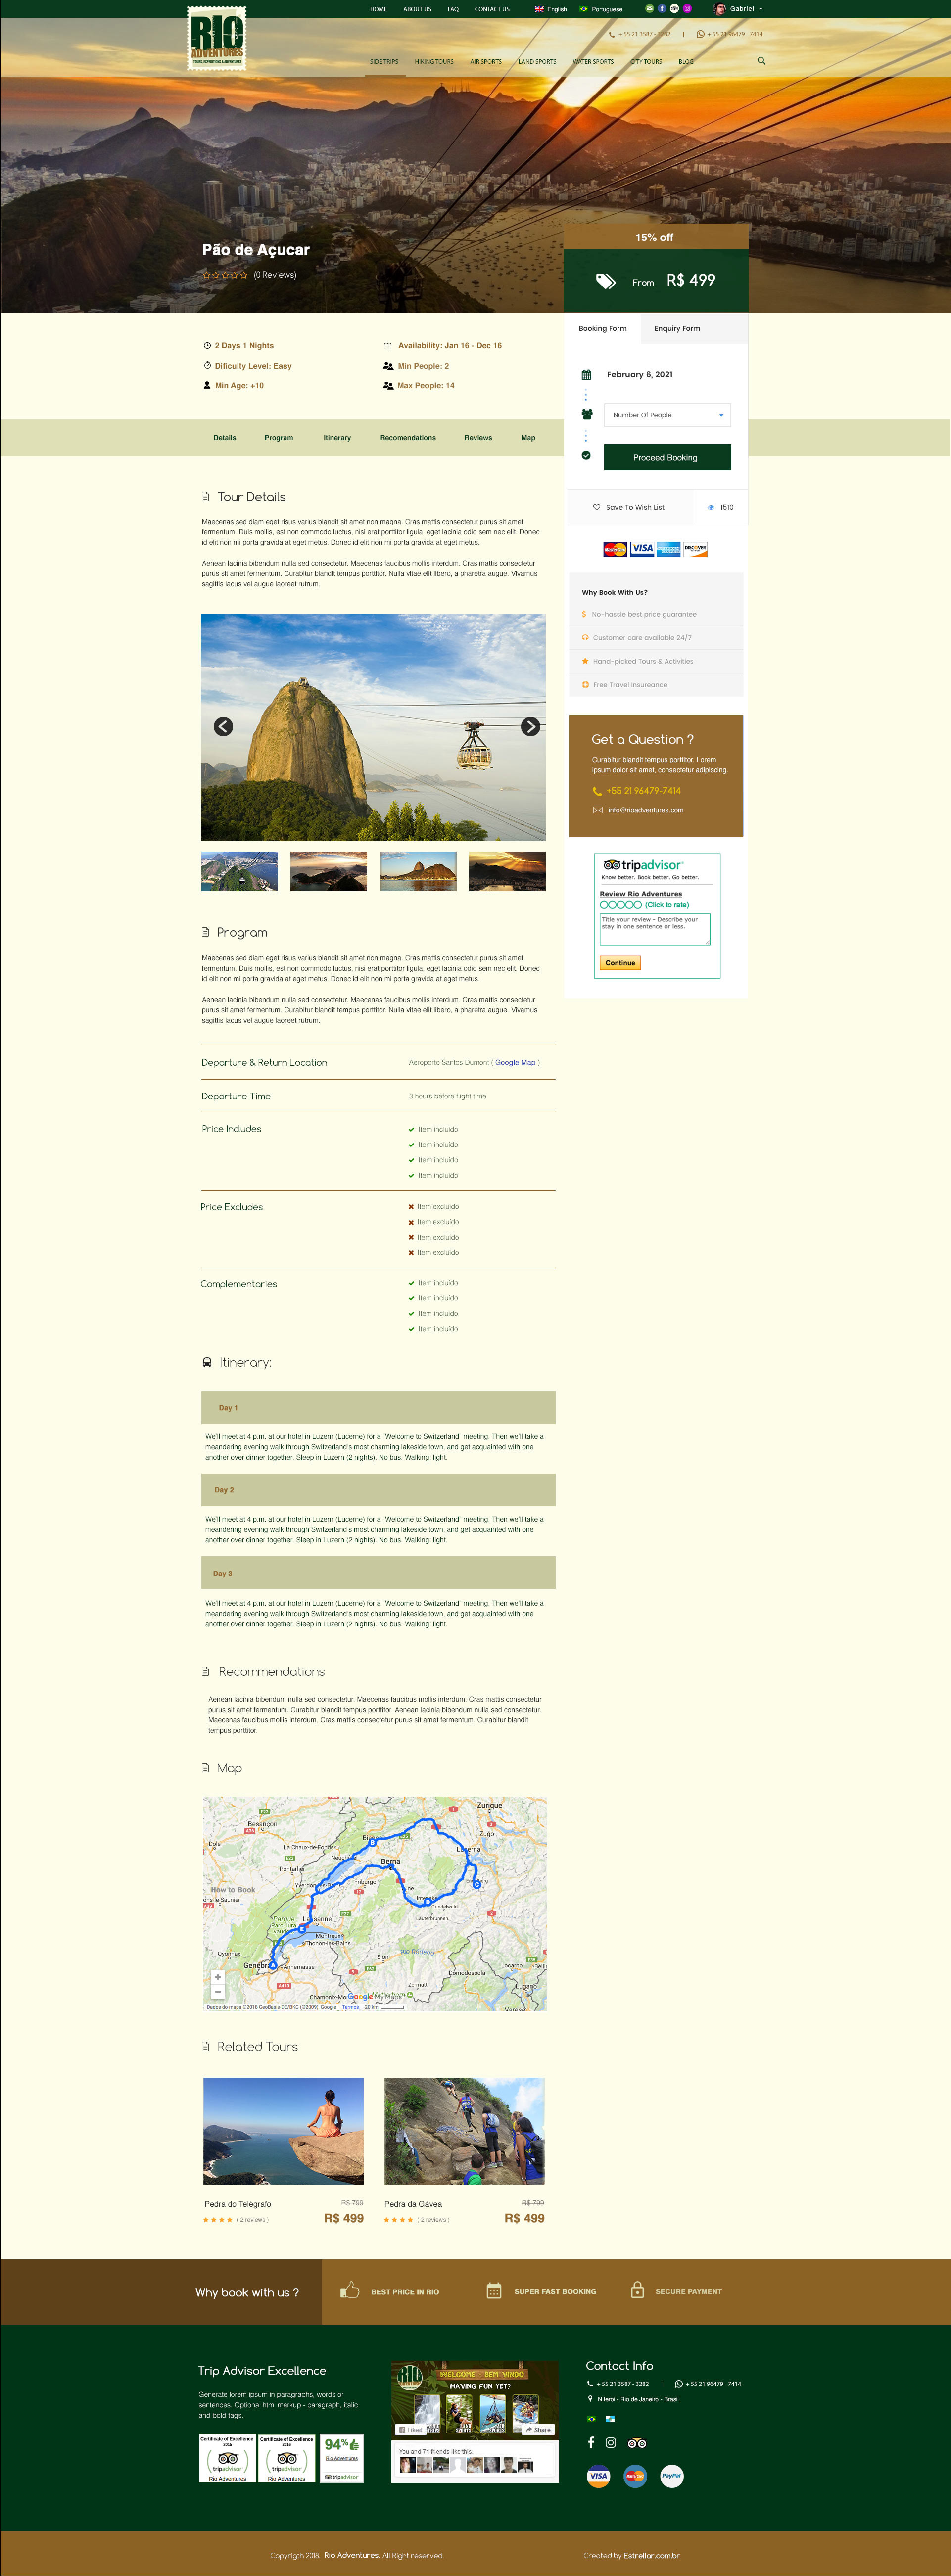 HOME ABOUT US FAQ CONTACT US English Portuguese Gabriel
RIO
ADVENTURES
TOURS, EXPEDITIONS & ADVENTURES
+ 55 21 3587 - 3282 | + 55 21 96479 - 7414
SIDE TRIPS HIKING TOURS AIR SPORTS LAND SPORTS WATER SPORTS CITY TOURS BLOG
Pão de Açucar
(0 Reviews)
15% off
From R$ 499
2 Days 1 Nights
Availability: Jan 16 - Dec 16
Dificulty Level: Easy
Min People: 2
Min Age: +10
Max People: 14
Booking Form Enquiry Form
February 6, 2021
Number Of People
Proceed Booking
Save To Wish List 1510
MasterCard VISA DISCOVER
Details Program Itinerary Recomendations Reviews Map
Tour Details
Maecenas sed diam eget risus varius blandit sit amet non magna. Cras mattis consectetur purus sit amet
fermentum. Duis mollis, est non commodo luctus, nisi erat porttitor ligula, eget lacinia odio sem nec elit. Donec
id elit non mi porta gravida at eget metus. Donec id elit non mi porta gravida at eget metus.
Aenean lacinia bibendum nulla sed consectetur. Maecenas faucibus mollis interdum. Cras mattis consectetur
purus sit amet fermentum. Curabitur blandit tempus porttitor. Nulla vitae elit libero, a pharetra augue. Vivamus
sagittis lacus vel augue laoreet rutrum.
Why Book With Us?
No-hassle best price guarantee
Customer care available 24/7
Hand-picked Tours & Activities
Free Travel Insureance
Get a Question ?
Curabitur blandit tempus porttitor. Lorem
ipsum dolor sit amet, consectetur adipiscing.
+55 21 96479-7414
info@rioadventures.com
tripadvisor
Know better. Book better. Go better.
Review Rio Adventures
(Click to rate)
Title your review - Describe your
stay in one sentence or less.
Continue
Program
Maecenas sed diam eget risus varius blandit sit amet non magna. Cras mattis consectetur purus sit amet
fermentum. Duis mollis, est non commodo luctus, nisi erat porttitor ligula, eget lacinia odio sem nec elit. Donec
id elit non mi porta gravida at eget metus. Donec id elit non mi porta gravida at eget metus.
Aenean lacinia bibendum nulla sed consectetur. Maecenas faucibus mollis interdum. Cras mattis consectetur
purus sit amet fermentum. Curabitur blandit tempus porttitor. Nulla vitae elit libero, a pharetra augue. Vivamus
sagittis lacus vel augue laoreet rutrum.
Departure & Return Location Aeroporto Santos Dumont ( Google Map )
Departure Time 3 hours before flight time
Price Includes Item incluído
Item incluído
Item incluído
Item incluído
Price Excludes Item excluído
Item excluído
Item excluído
Item excluído
Complementaries Item incluído
Item incluído
Item incluído
Item incluído
Itinerary:
Day 1
We'll meet at 4 p.m. at our hotel in Luzern (Lucerne) for a "Welcome to Switzerland" meeting. Then we'll take a
meandering evening walk through Switzerland's most charming lakeside town, and get acquainted with one
another over dinner together. Sleep in Luzern (2 nights). No bus. Walking: light.
Day 2
We'll meet at 4 p.m. at our hotel in Luzern (Lucerne) for a "Welcome to Switzerland" meeting. Then we'll take a
meandering evening walk through Switzerland's most charming lakeside town, and get acquainted with one
another over dinner together. Sleep in Luzern (2 nights). No bus. Walking: light.
Day 3
We'll meet at 4 p.m. at our hotel in Luzern (Lucerne) for a "Welcome to Switzerland" meeting. Then we'll take a
meandering evening walk through Switzerland's most charming lakeside town, and get acquainted with one
another over dinner together. Sleep in Luzern (2 nights). No bus. Walking: light.
Recommendations
Aenean lacinia bibendum nulla sed consectetur. Maecenas faucibus mollis interdum. Cras mattis consectetur
purus sit amet fermentum. Curabitur blandit tempus porttitor. Aenean lacinia bibendum nulla sed consectetur.
Maecenas faucibus mollis interdum. Cras mattis consectetur purus sit amet fermentum. Curabitur blandit
tempus porttitor.
Map
Zurique
Besançon
Dole
Zugo
La Chaux-de-Fonds
Pontarlier
Berna
Friburgo
How to Book
Lauterbrunnen
Lausanne
Montreux
Thonon-les-Bains
Oyonnax
Sion
Annemasse
Domodossola
Locarno
Bellinzona
Zermatt
Lugano
Varese
Related Tours
Pedra do Telégrafo R$ 799
( 2 reviews ) R$ 499
Pedra da Gávea R$ 799
( 2 reviews ) R$ 499
Why book with us ? BEST PRICE IN RIO SUPER FAST BOOKING SECURE PAYMENT
Trip Advisor Excellence
Generate lorem ipsum in paragraphs, words or
sentences. Optional html markup - paragraph, italic
and bold tags.
Certificate of Excellence
2015
tripadvisor
Rio Adventures
Certificate of Excellence
2016
tripadvisor
Rio Adventures
94%
Rio Adventures
tripadvisor
RIO
WELCOME - BEM VINDO
HAVING FUN YET?
Liked Share
You and 71 friends like this.
Contact Info
+ 55 21 3587 - 3282 | + 55 21 96479 - 7414
Niteroi - Rio de Janeiro - Brasil
VISA MasterCard PayPal
Copyrigth 2018. Rio Adventures. All Right reserved.
Created by Estrellar.com.br